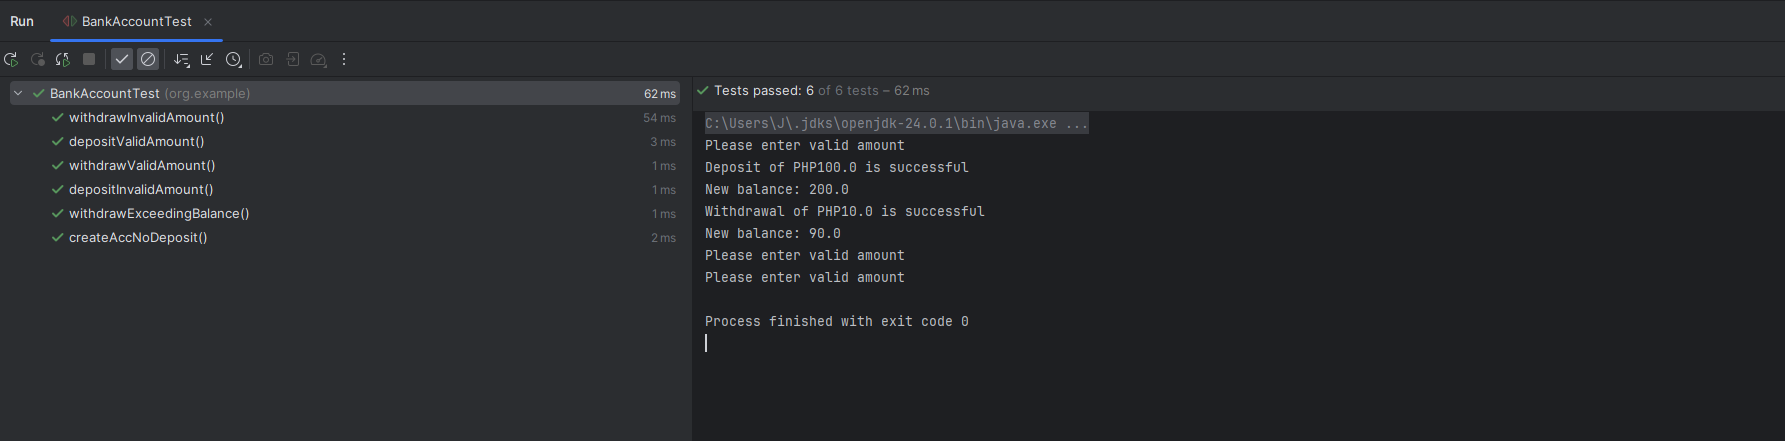 Run BankAccountTest
BankAccountTest (org.example) 62 ms
withdrawInvalidAmount() 54 ms
depositValidAmount() 3 ms
withdrawValidAmount() 1 ms
depositInvalidAmount() 1 ms
withdrawExceedingBalance() 1 ms
createAccNoDeposit() 2 ms
Tests passed: 6 of 6 tests – 62 ms
C:\Users\J\.jdks\openjdk-24.0.1\bin\java.exe ...
Please enter valid amount
Deposit of PHP100.0 is successful
New balance: 200.0
Withdrawal of PHP10.0 is successful
New balance: 90.0
Please enter valid amount
Please enter valid amount
Process finished with exit code 0